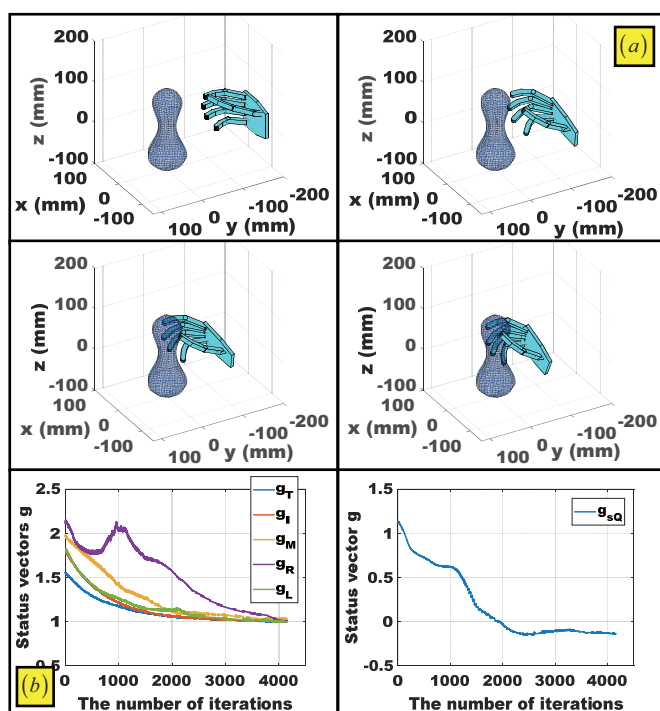 (a)
200
100
0
-100
z (mm)
100
0
-100
x (mm)
100
0
-100
-200
y (mm)
200
100
0
-100
z (mm)
100
0
-100
x (mm)
100
0
-100
-200
y (mm)
200
100
0
-100
z (mm)
100
0
-100
x (mm)
100
0
-100
-200
y (mm)
200
100
0
-100
z (mm)
100
0
-100
x (mm)
100
0
-100
-200
y (mm)
2.5
2
1.5
1
0.5
Status vectors g
g_T
g_I
g_M
g_R
g_L
0 1000 2000 3000 4000
The number of iterations
(b)
1.5
1
0.5
0
-0.5
Status vector g
g_sQ
0 1000 2000 3000 4000
The number of iterations